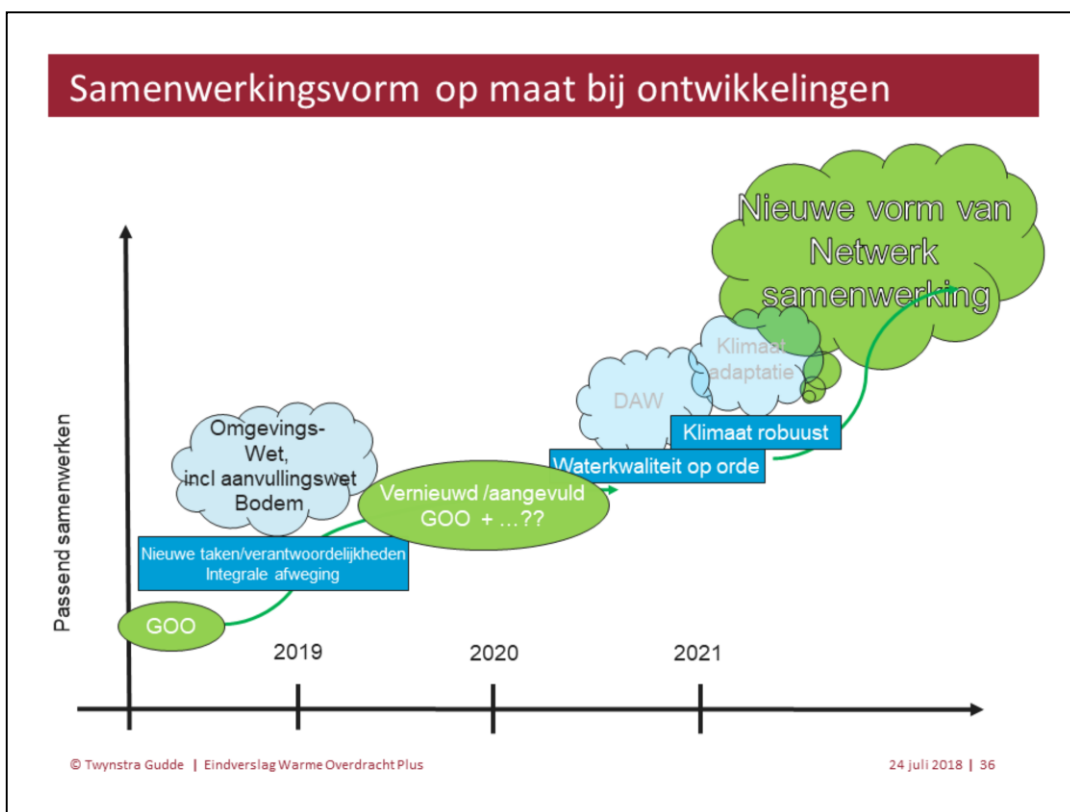 Samenwerkingsvorm op maat bij ontwikkelingen
Nieuwe vorm van
Netwerk
samenwerking
Klimaat
adaptatie
DAW
Klimaat robuust
Waterkwaliteit op orde
Omgevings-
Wet,
incl aanvullingswet
Bodem
Vernieuwd /aangevuld
GOO + ...??
Nieuwe taken/verantwoordelijkheden
Integrale afweging
GOO
Passend samenwerken
2019
2020
2021
© Twynstra Gudde | Eindverslag Warme Overdracht Plus
24 juli 2018 | 36